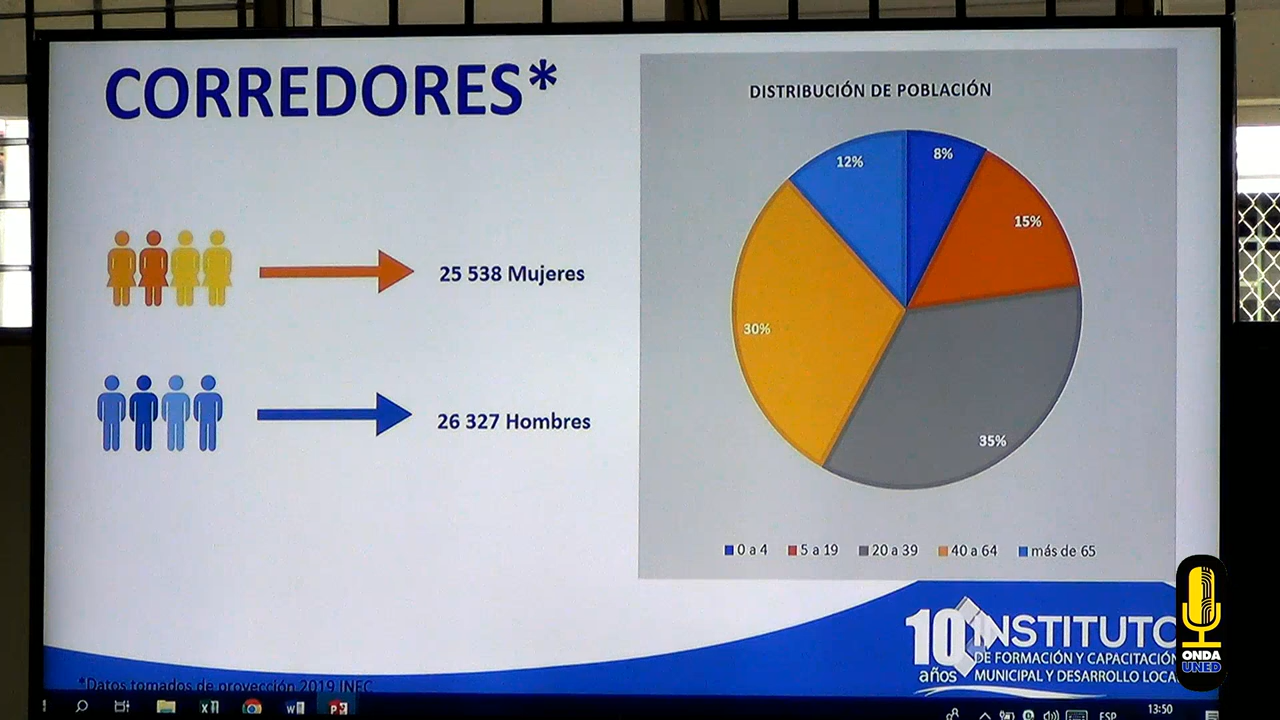 CORREDORES*
25 538 Mujeres
26 327 Hombres
DISTRIBUCIÓN DE POBLACIÓN
12%
8%
15%
30%
35%
0 a 4
5 a 19
20 a 39
40 a 64
más de 65
*Datos tomados de proyección 2019 INEC
10 años
INSTITUTO
DE FORMACIÓN Y CAPACITACIÓN
MUNICIPAL Y DESARROLLO LOCA
ONDA
UNED
ESP
13:50